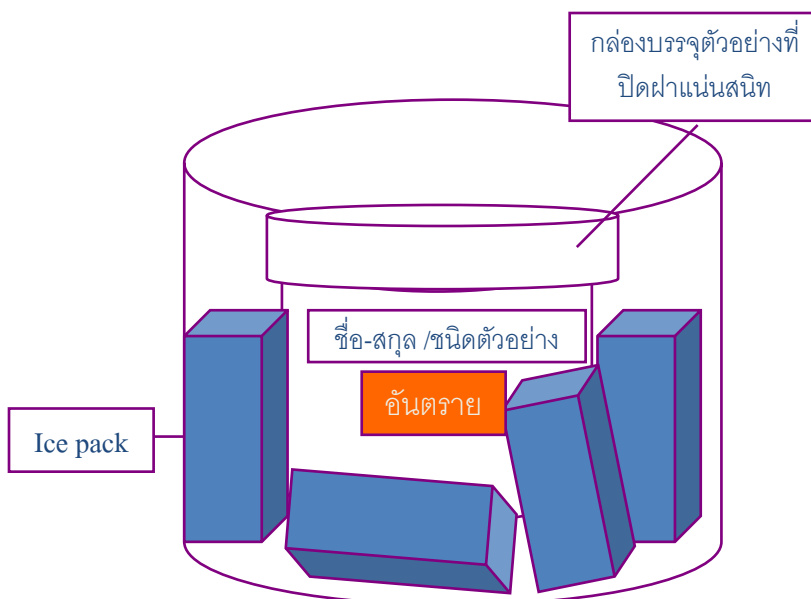 กล่องบรรจุตัวอย่างที่
ปิดฝาแน่นสนิท
ชื่อ-สกุล /ชนิดตัวอย่าง
อันตราย
Ice pack